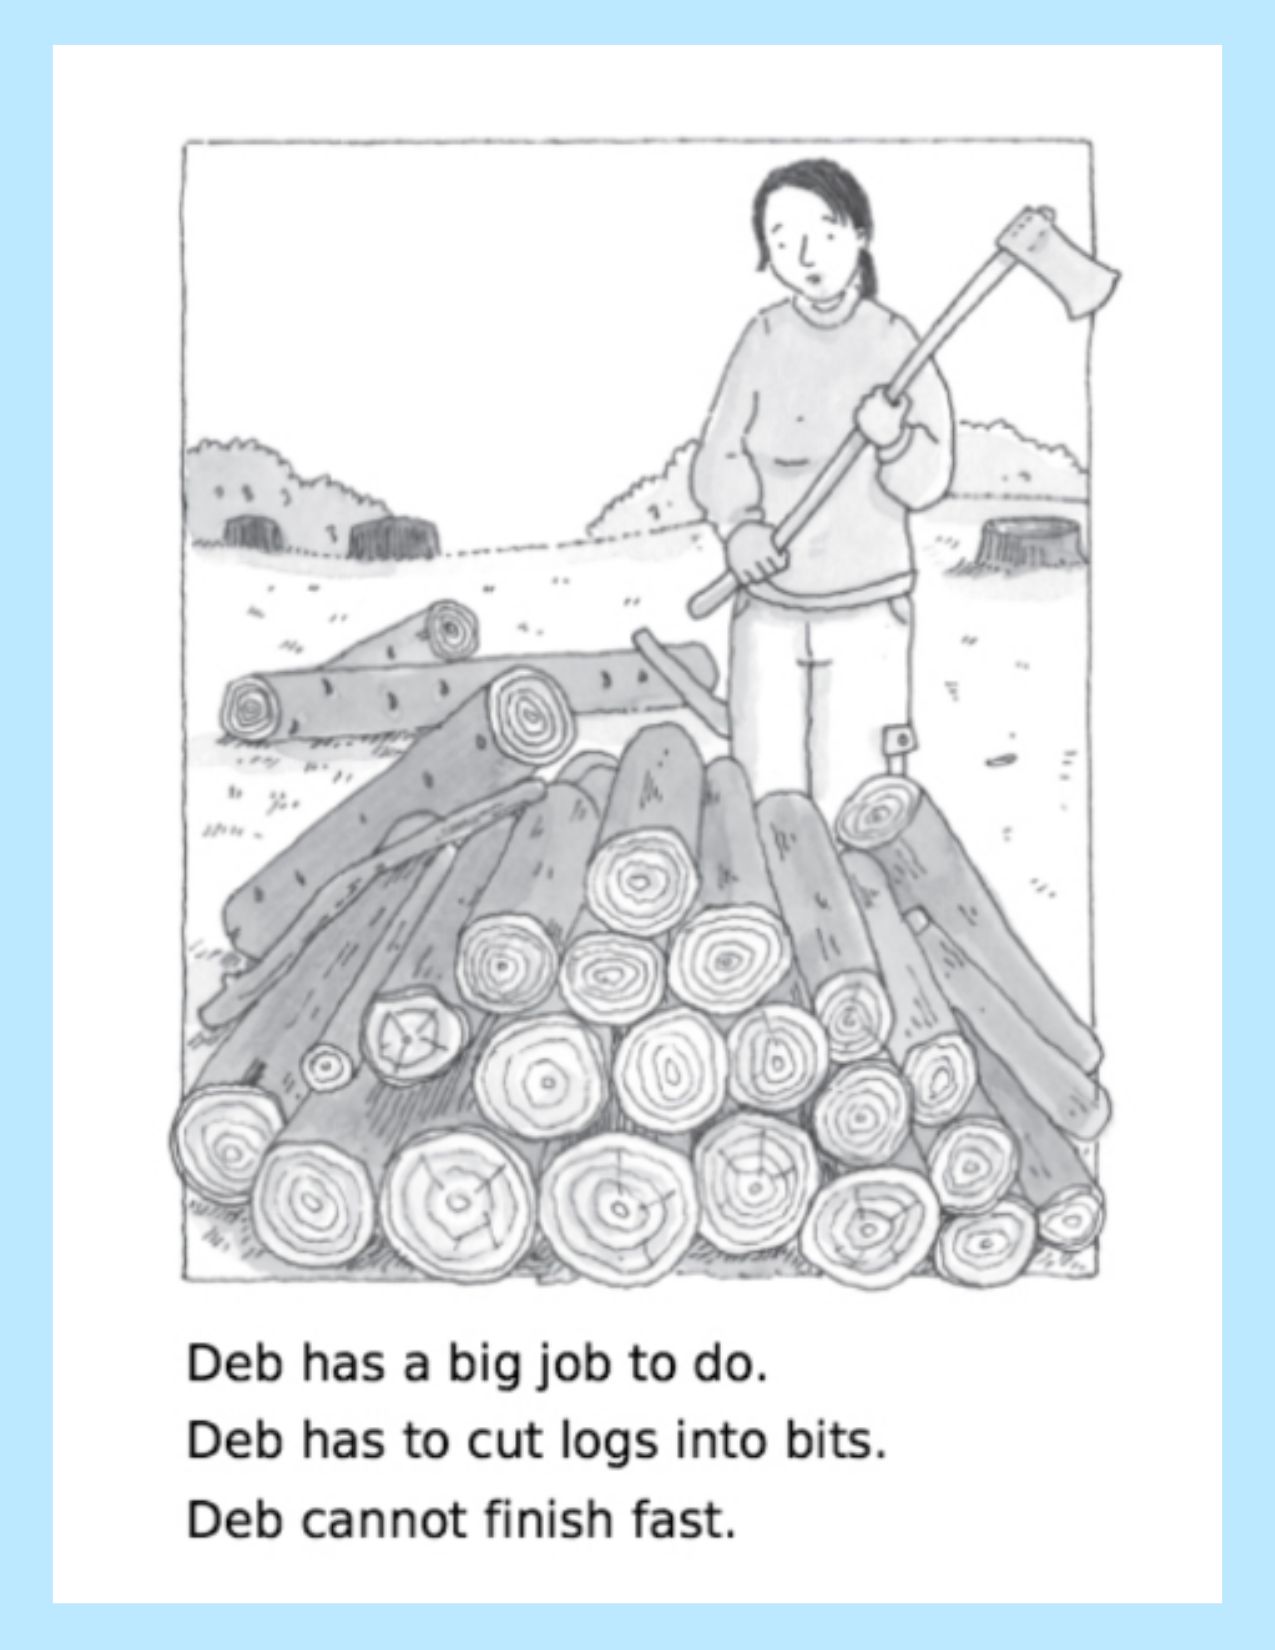 Deb has a big job to do.
Deb has to cut logs into bits.
Deb cannot finish fast.